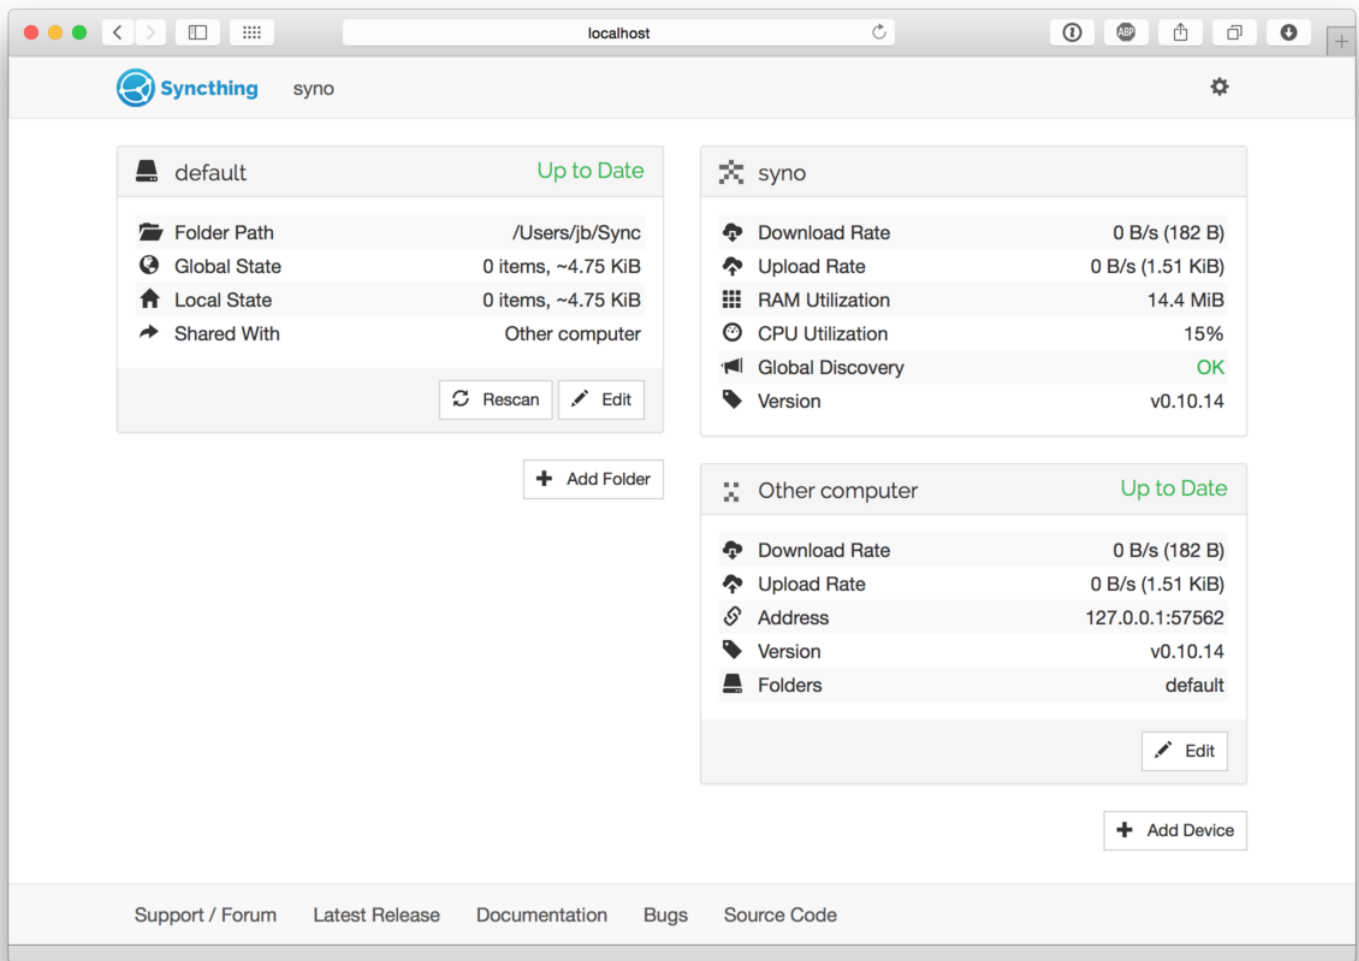 localhost
ABP
Syncthing syno
default Up to Date
Folder Path /Users/jb/Sync
Global State 0 items, ~4.75 KiB
Local State 0 items, ~4.75 KiB
Shared With Other computer
Rescan Edit
Add Folder
syno
Download Rate 0 B/s (182 B)
Upload Rate 0 B/s (1.51 KiB)
RAM Utilization 14.4 MiB
CPU Utilization 15%
Global Discovery OK
Version v0.10.14
Other computer Up to Date
Download Rate 0 B/s (182 B)
Upload Rate 0 B/s (1.51 KiB)
Address 127.0.0.1:57562
Version v0.10.14
Folders default
Edit
Add Device
Support / Forum Latest Release Documentation Bugs Source Code